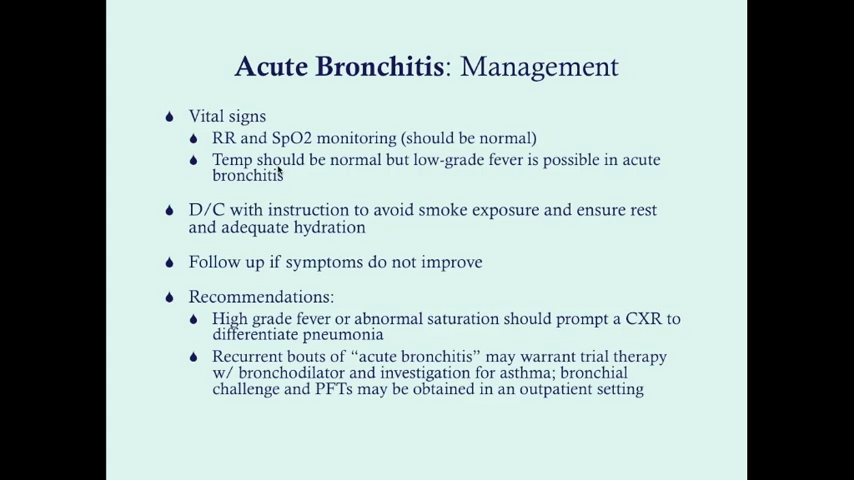 Acute Bronchitis: Management
Vital signs
RR and SpO2 monitoring (should be normal)
Temp should be normal but low-grade fever is possible in acute
bronchitis
D/C with instruction to avoid smoke exposure and ensure rest
and adequate hydration
Follow up if symptoms do not improve
Recommendations:
High grade fever or abnormal saturation should prompt a CXR to
differentiate pneumonia
Recurrent bouts of “acute bronchitis” may warrant trial therapy
w/ bronchodilator and investigation for asthma; bronchial
challenge and PFTs may be obtained in an outpatient setting